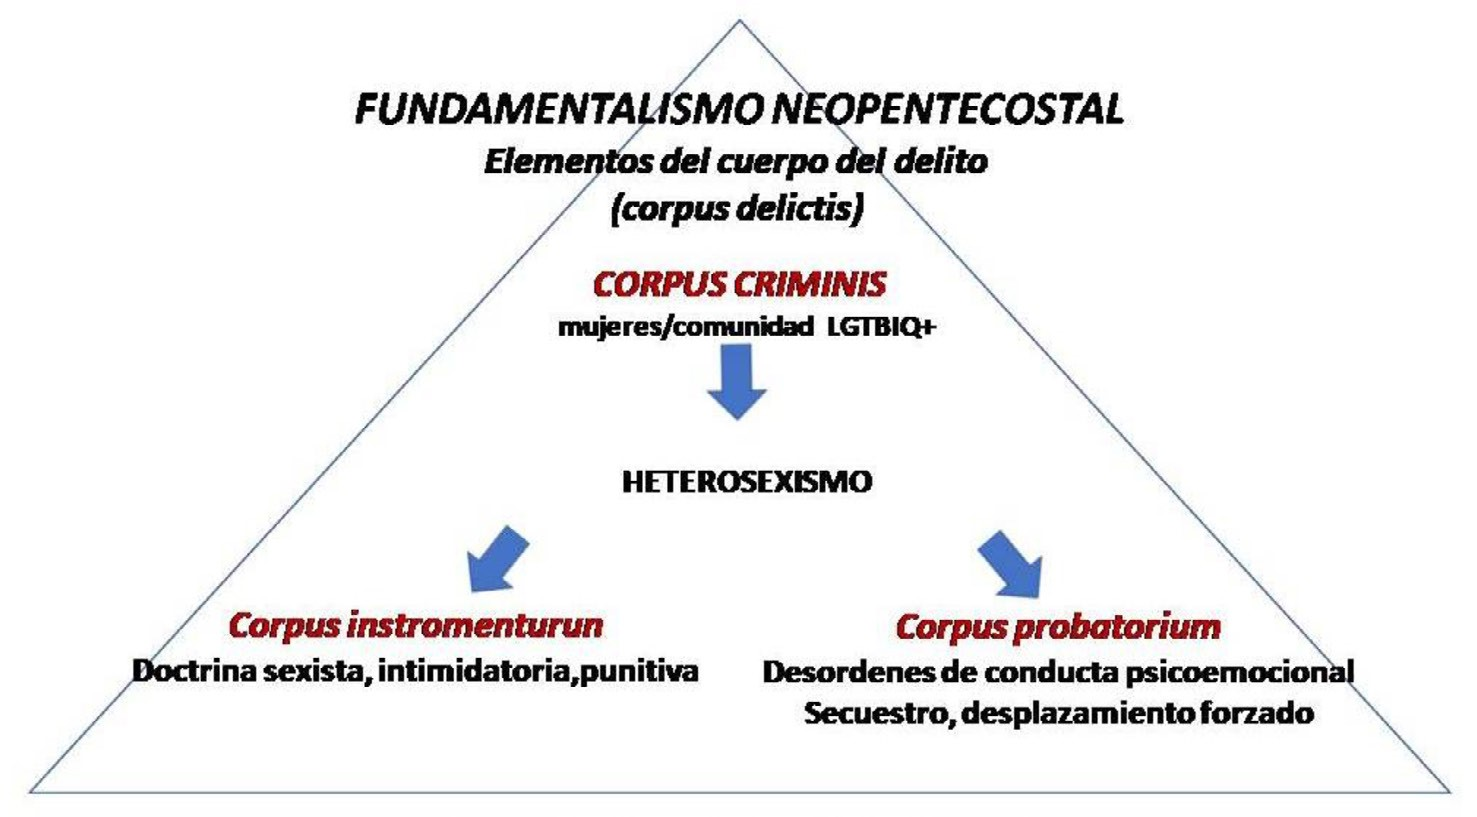 FUNDAMENTALISMO NEOPENTECOSTAL
Elementos del cuerpo del delito
(corpus delictis)
CORPUS CRIMINIS
mujeres/comunidad LGTBIQ+
HETEROSEXISMO
Corpus instromenturun
Doctrina sexista, intimidatoria,punitiva
Corpus probatorium
Desordenes de conducta psicoemocional
Secuestro, desplazamiento forzado